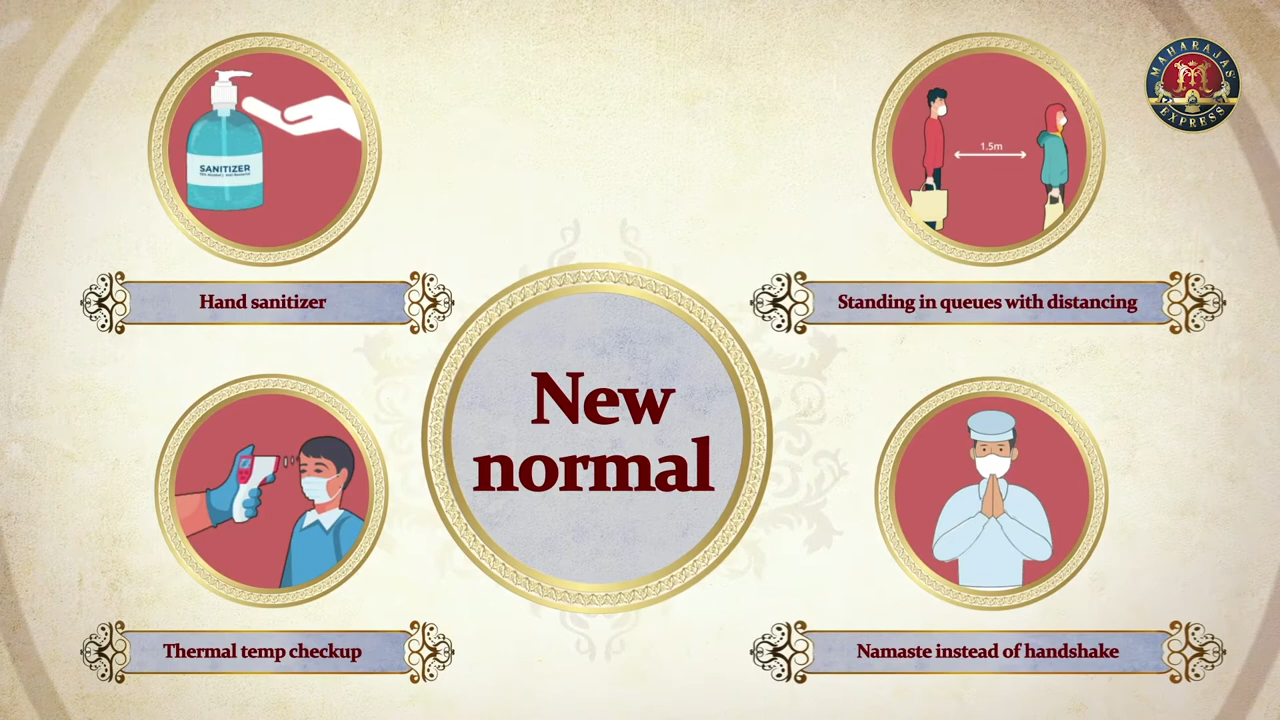 SANITIZER
1.5m
MAHARAJAS'
EXPRESS
Hand sanitizer
Standing in queues with distancing
New
normal
Thermal temp checkup
Namaste instead of handshake